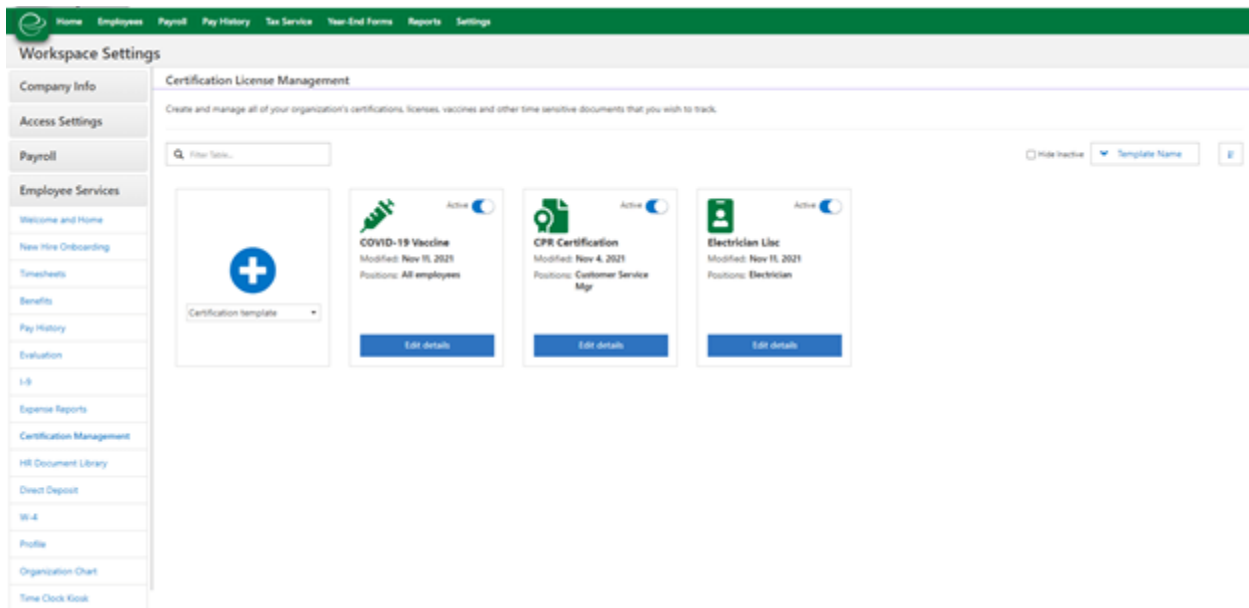 Home Employees Payroll Pay History Tax Service Year-End Forms Reports Settings
Workspace Settings
Company Info
Access Settings
Payroll
Employee Services
Welcome and Home
New Hire Onboarding
Timesheets
Benefits
Pay History
Evaluation
I-9
Expense Reports
Certification Management
HR Document Library
Direct Deposit
W-4
Profile
Organization Chart
Time Clock Kiosk
Certification License Management
Create and manage all of your organization's certifications, licenses, vaccines and other time sensitive documents that you wish to track.
Filter Table...
Hide Inactive
Template Name
Certification template
Active
COVID-19 Vaccine
Modified: Nov 11, 2021
Positions: All employees
Edit details
Active
CPR Certification
Modified: Nov 4, 2021
Positions: Customer Service
Mgr
Edit details
Active
Electrician Lisc
Modified: Nov 11, 2021
Positions: Electrician
Edit details